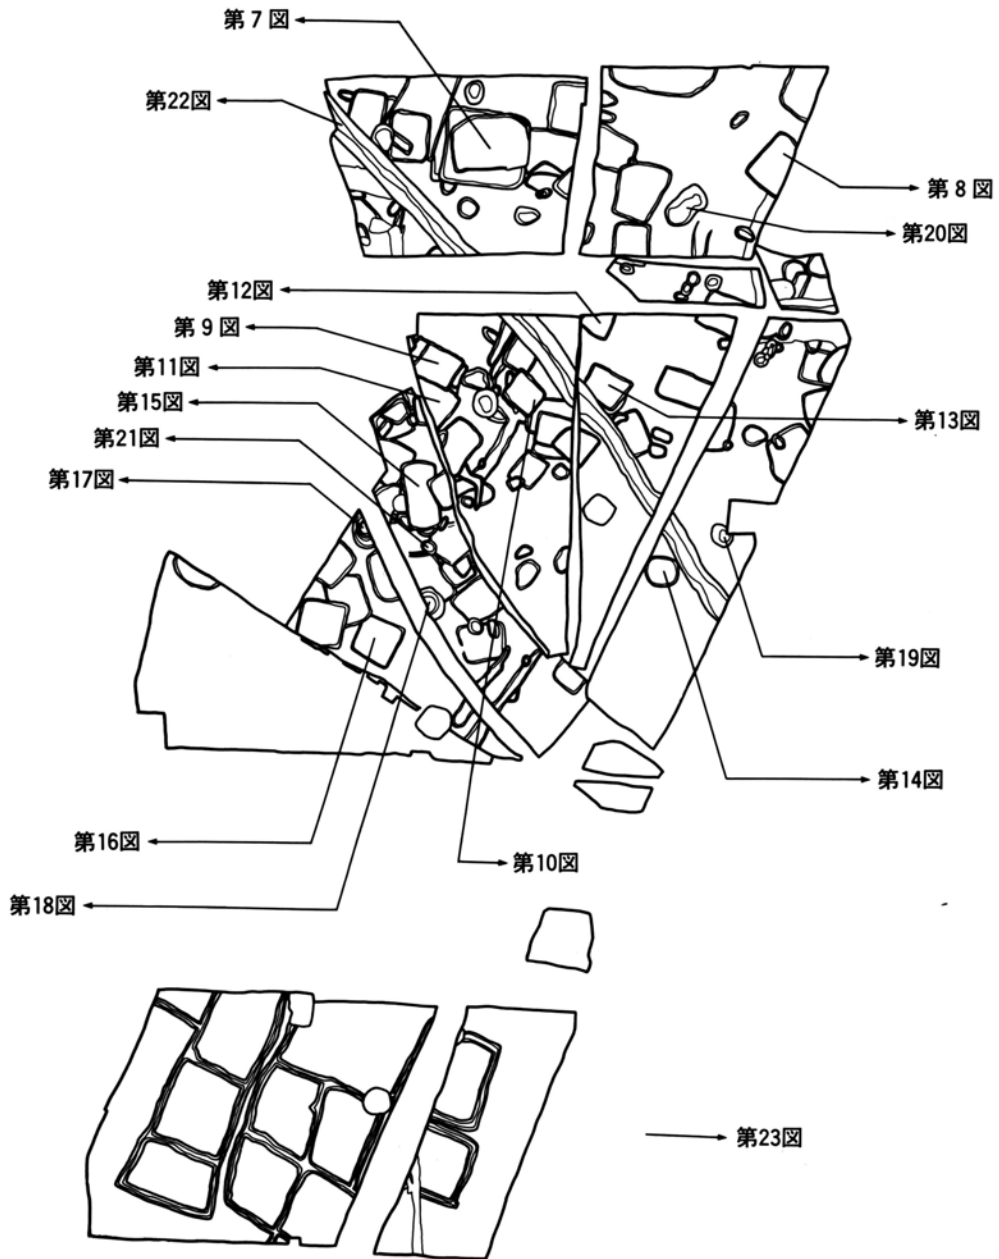 第7図
第22図
第8図
第20図
第12図
第9図
第11図
第15図
第13図
第21図
第17図
第19図
第14図
第16図
第10図
第18図
第23図